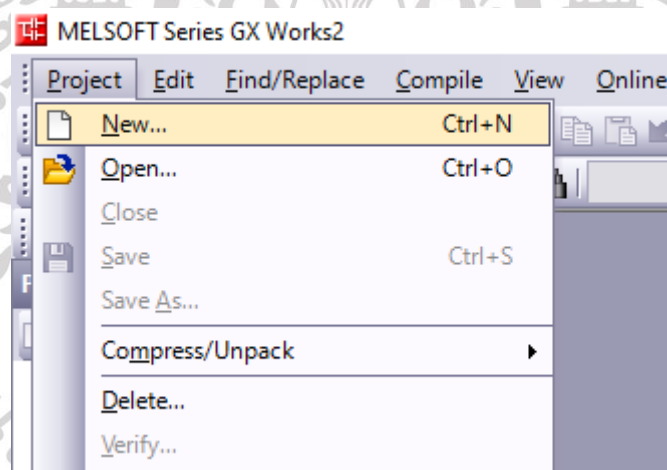 MELSOFT Series GX Works2
Project Edit Find/Replace Compile View Online
New... Ctrl+N
Open... Ctrl+O
Close
Save Ctrl+S
Save As...
Compress/Unpack
Delete...
Verify...